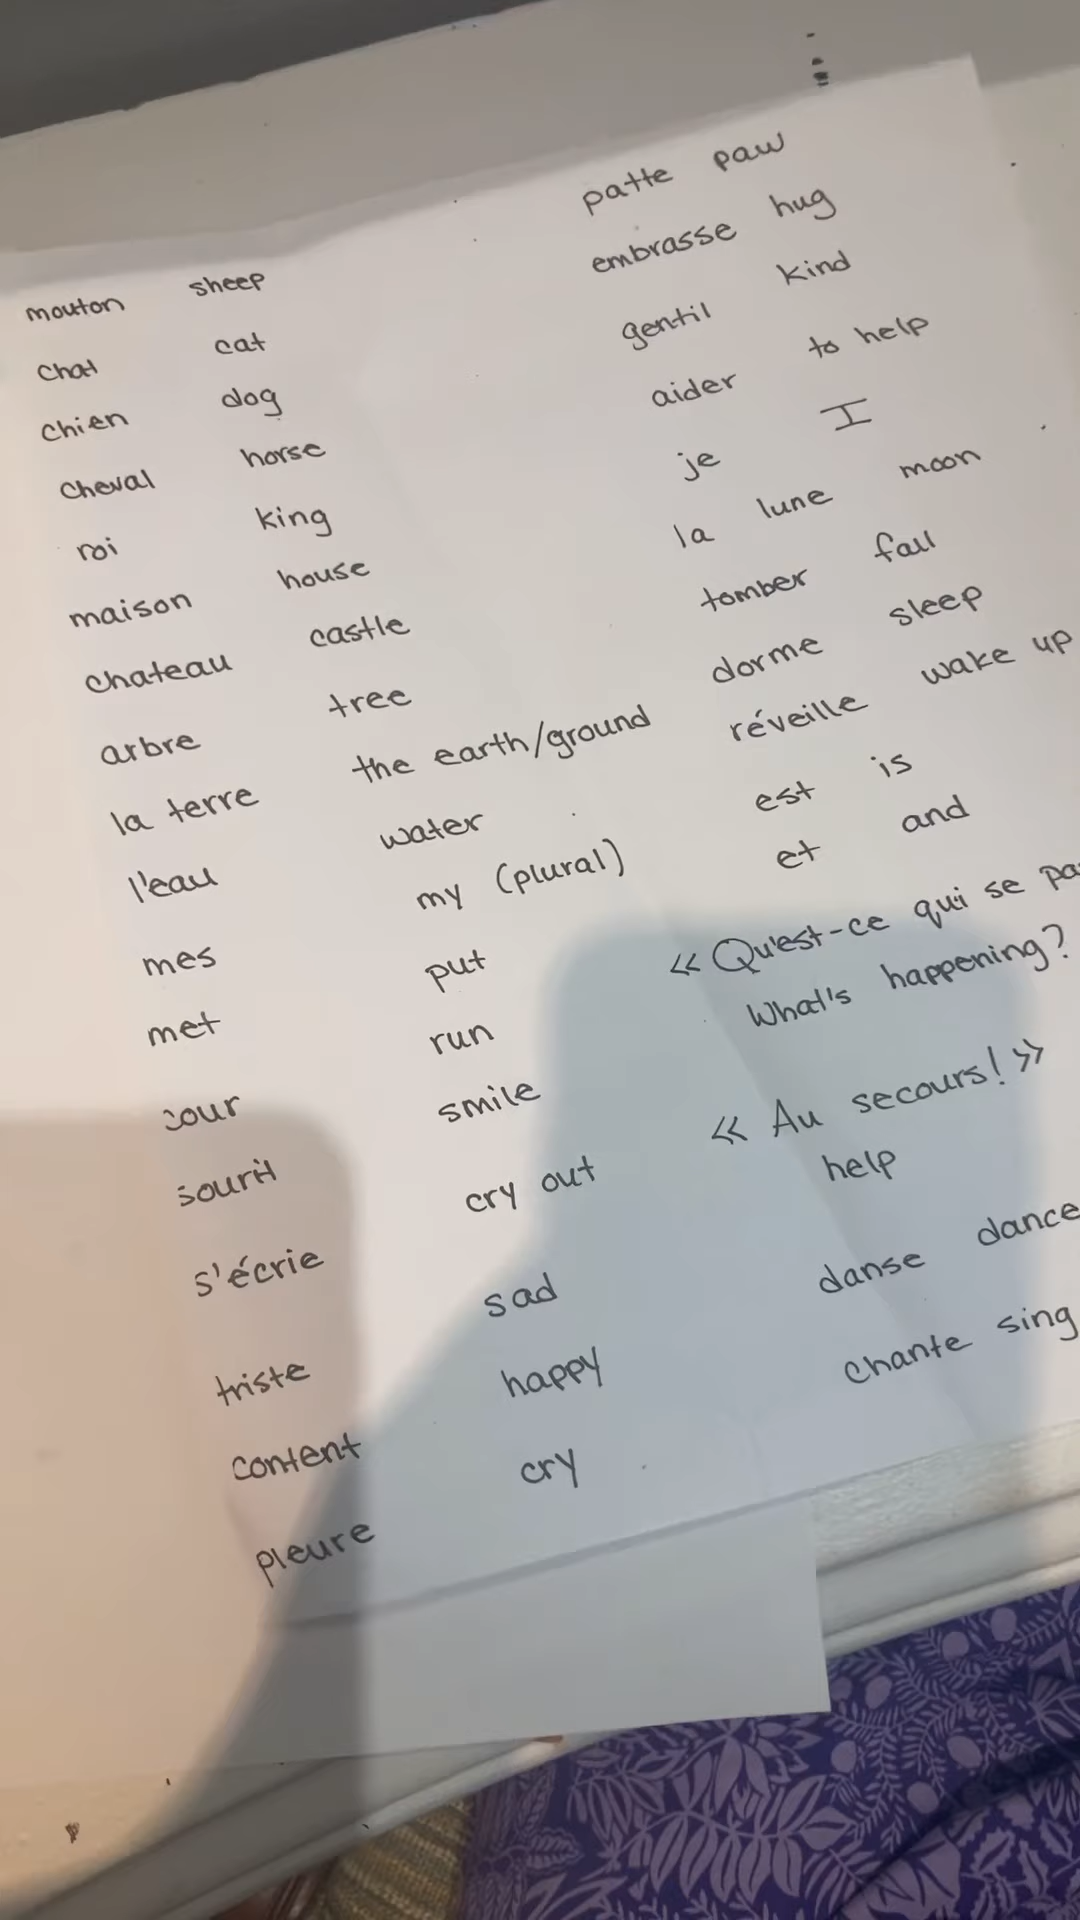 mouton sheep
chat cat
chien dog
cheval horse
roi king
maison house
chateau castle
arbre tree
la terre the earth/ground
l'eau water
mes my (plural)
met put
cour run
sourit smile
s'écrie cry out
triste sad
content happy
pleure cry
patte paw
embrasse hug
gentil kind
aider to help
je I
la lune moon
tomber fall
dorme sleep
réveille wake up
est is
et and
« Qu'est-ce qui se
What's happening?
« Au secours! »
help
danse dance
chante sing